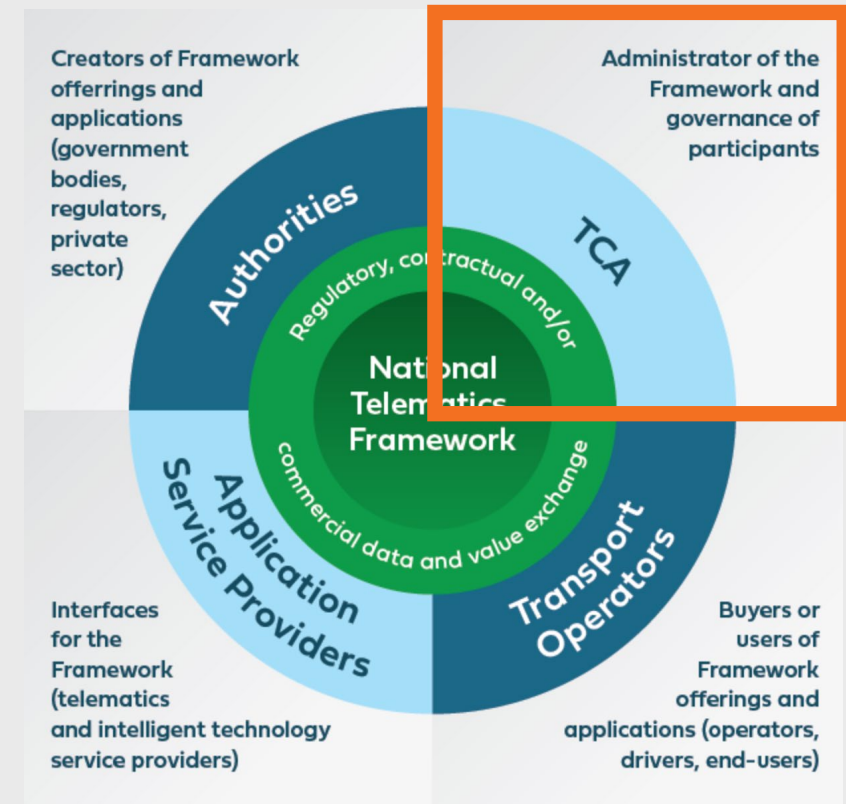 Creators of Framework
offerrings and
applications
(government
bodies,
regulators,
private
sector)
Administrator of the
Framework and
governance of
participants
Authorities
TCA
Regulatory, contractual and/or
National
Telematics
Framework
commercial data and value exchange
Application
Service Providers
Transport
Operators
Interfaces
for the
Framework
(telematics
and intelligent technology
service providers)
Buyers or
users of
Framework
offerings and
applications (operators,
drivers, end-users)